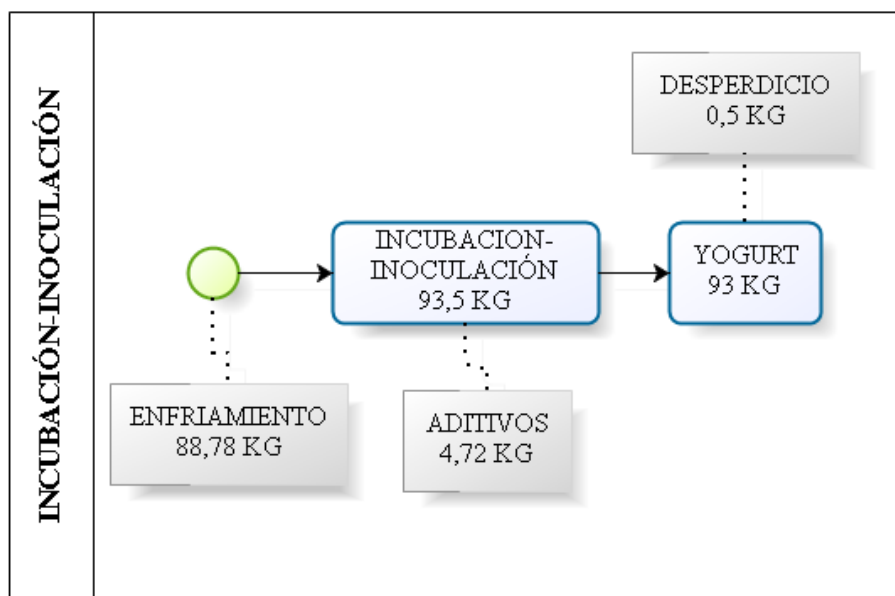 INCUBACIÓN-INOCULACIÓN
DESPERDICIO
0,5 KG
INCUBACION-
INOCULACIÓN
93,5 KG
YOGURT
93 KG
ENFRIAMIENTO
88,78 KG
ADITIVOS
4,72 KG